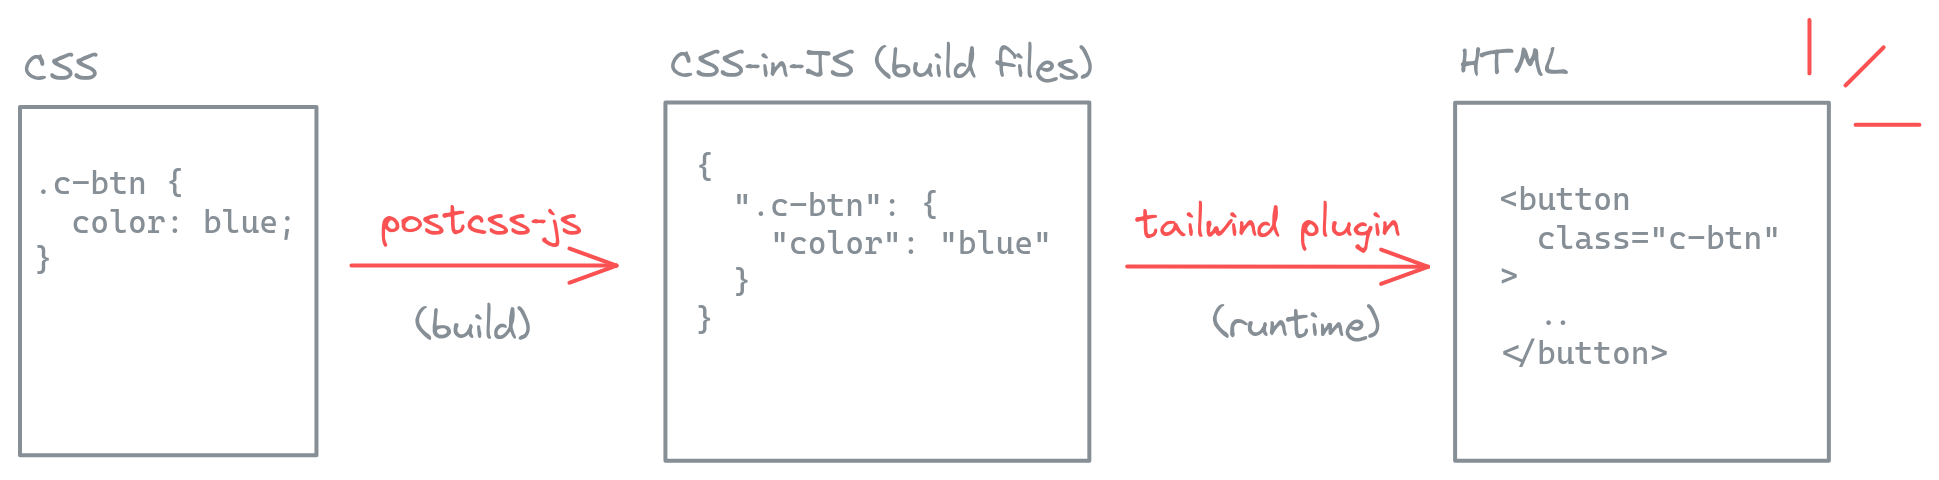 CSS
.c-btn {
  color: blue;
}
postcss-js
(build)
CSS-in-JS (build files)
{
  ".c-btn": {
    "color": "blue"
  }
}
tailwind plugin
(runtime)
HTML
<button
  class="c-btn"
>
  ..
</button>